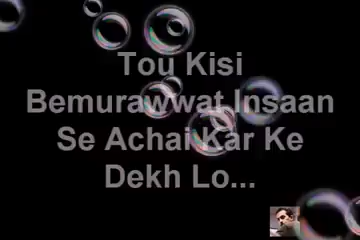 Tou Kisi
Bemurawwat Insaan
Se Achai Kar Ke
Dekh Lo...